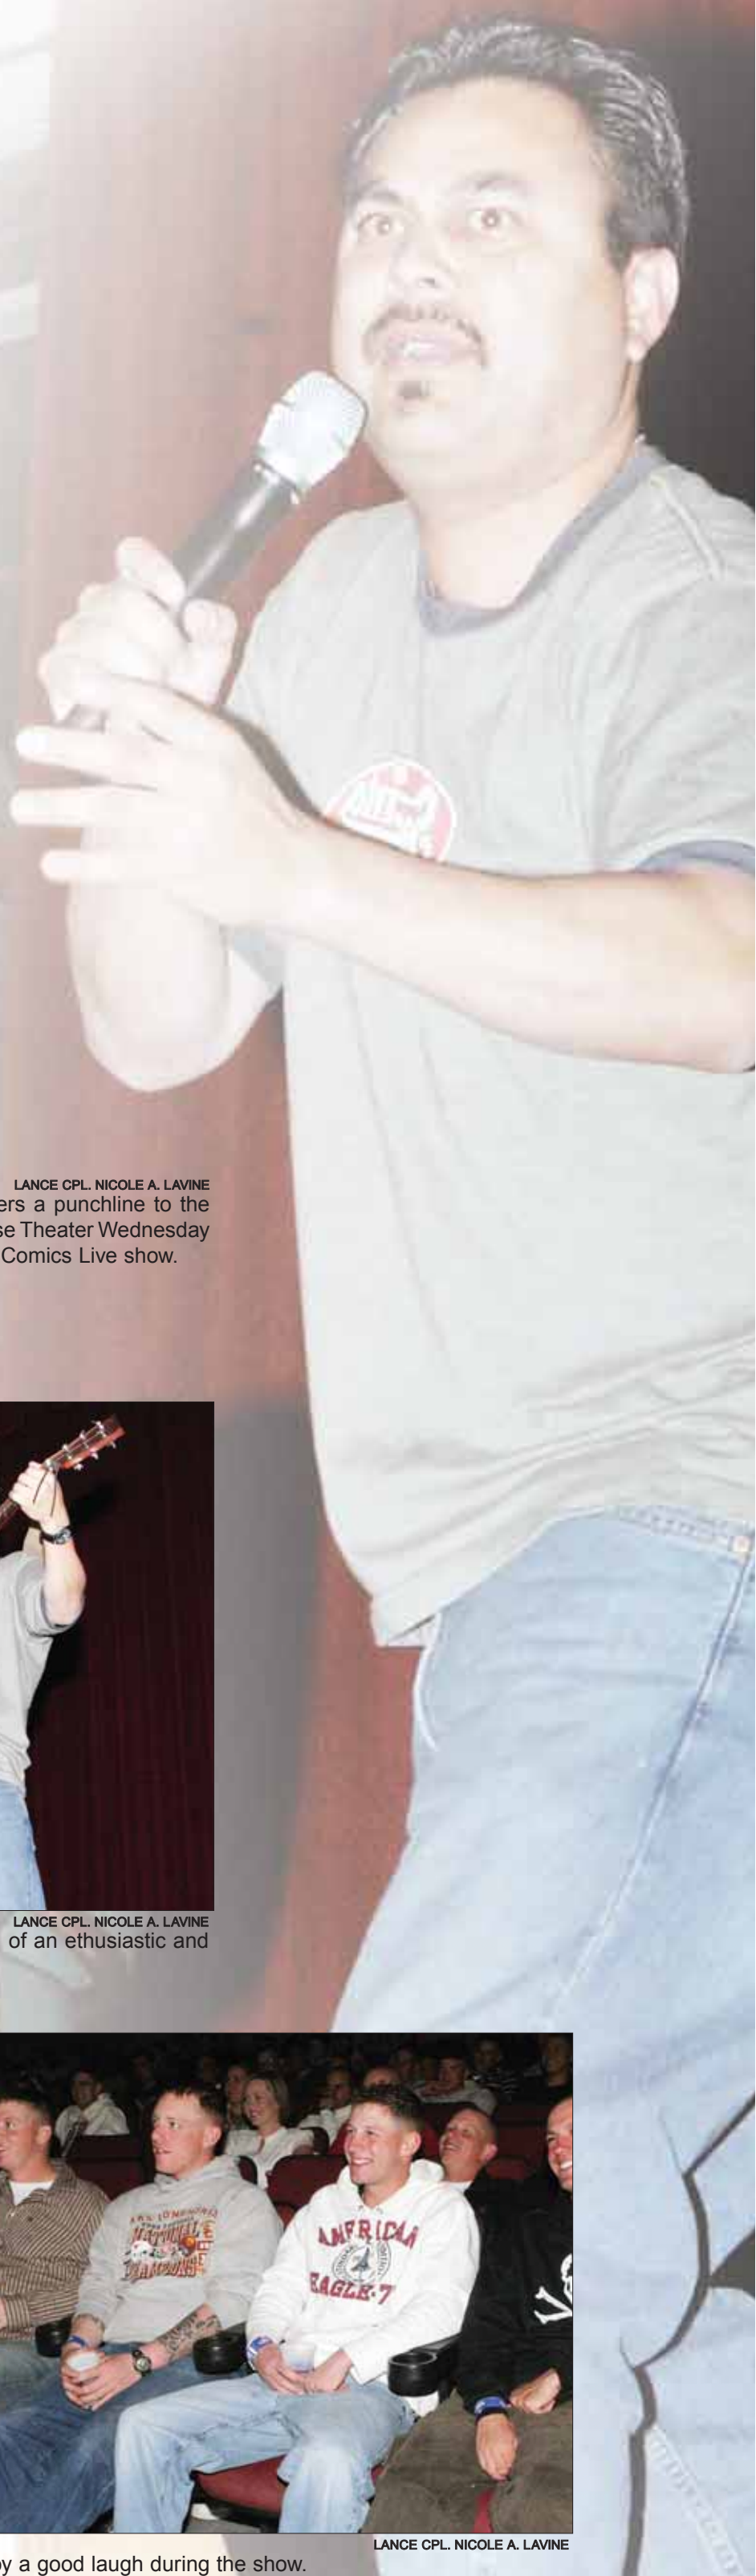 LANCE CPL. NICOLE A. LAVINE
ers a punchline to the
se Theater Wednesday
Comics Live show.
LANCE CPL. NICOLE A. LAVINE
of an ethusiastic and
NATIONAL
CHAMPIONS
AMERICAN
EAGLE·7
LANCE CPL. NICOLE A. LAVINE
y a good laugh during the show.